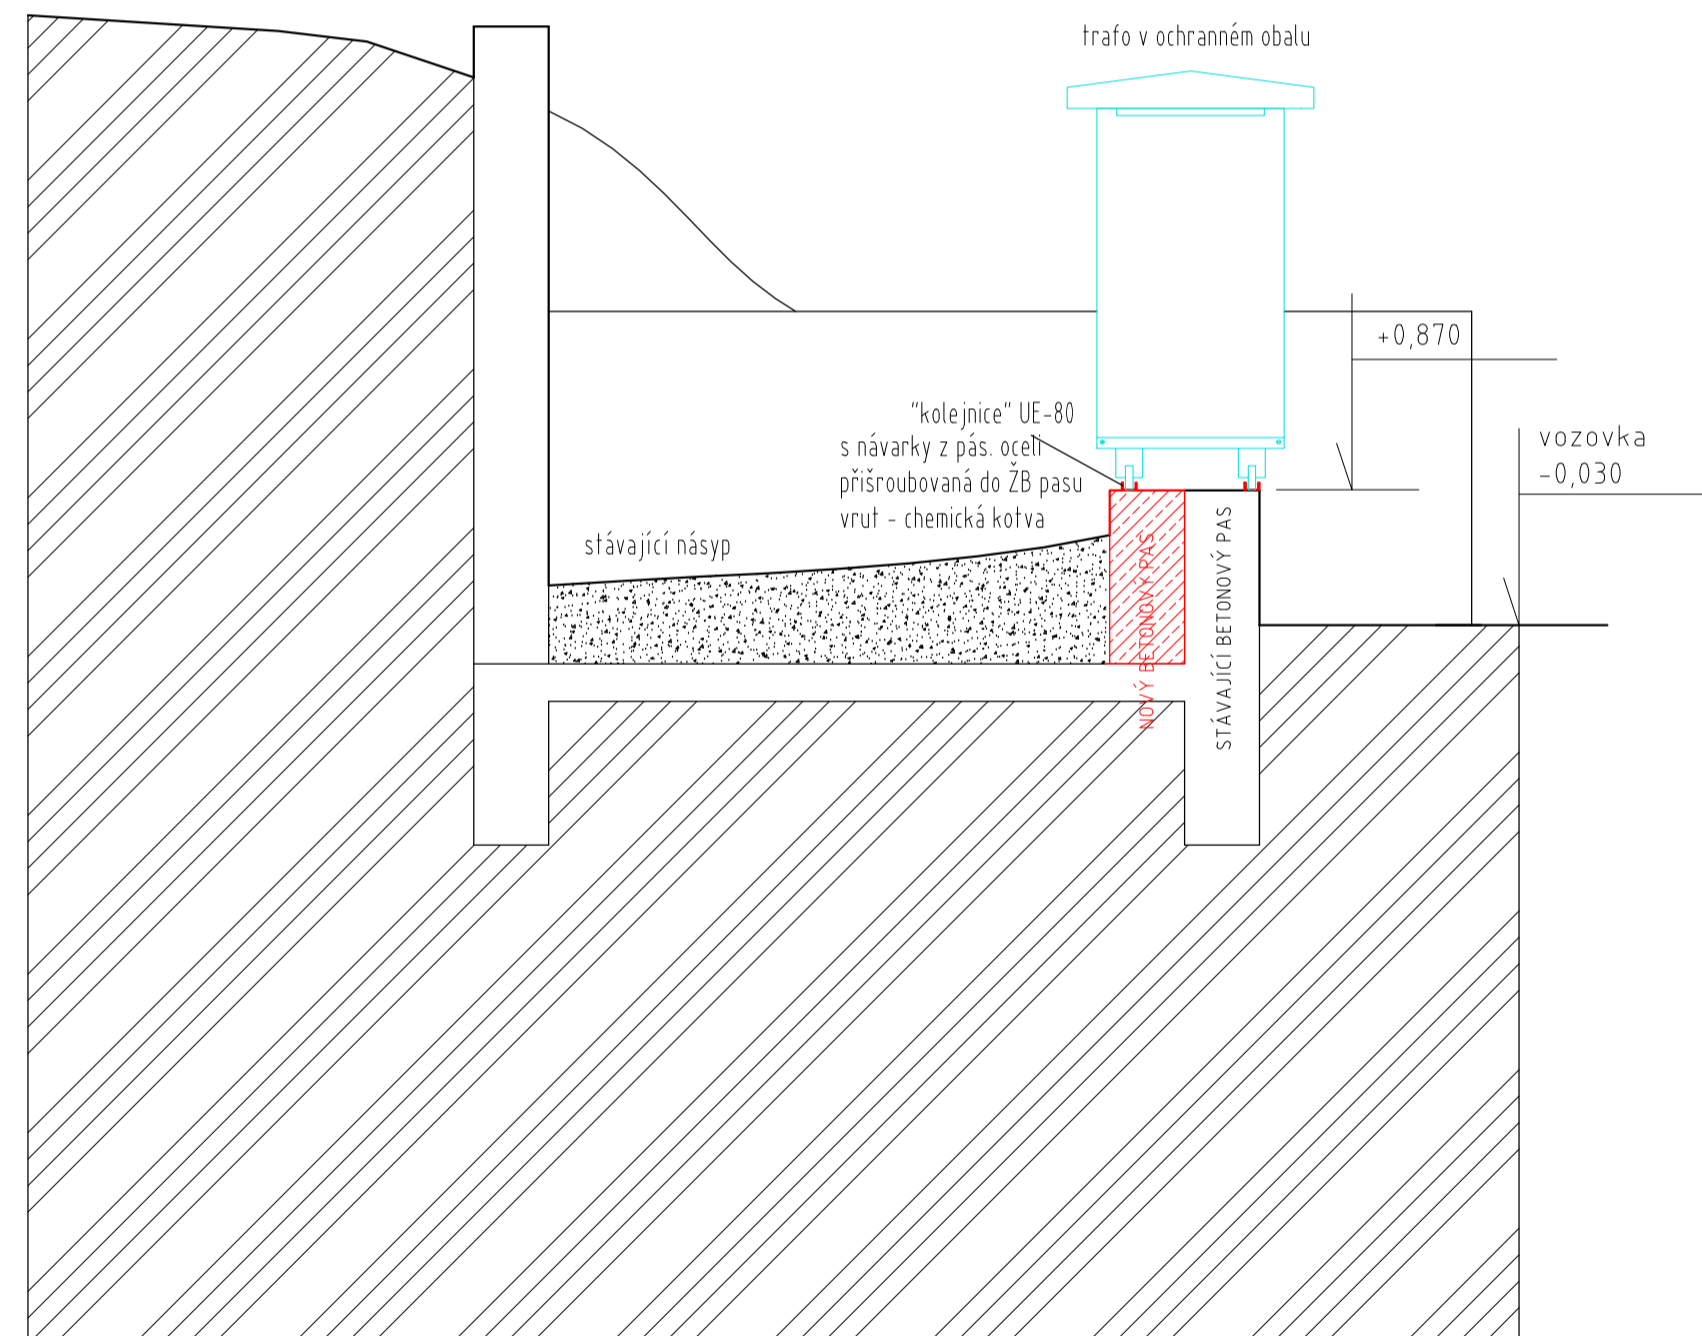 trafo v ochranném obalu
+0,870
"kolejnice" UE-80
s návarky z pás. oceli
přišroubovaná do ŽB pasu
vrut - chemická kotva
vozovka
-0,030
stávající násyp
NOVÝ BETONOVÝ PAS
STÁVAJÍCÍ BETONOVÝ PAS